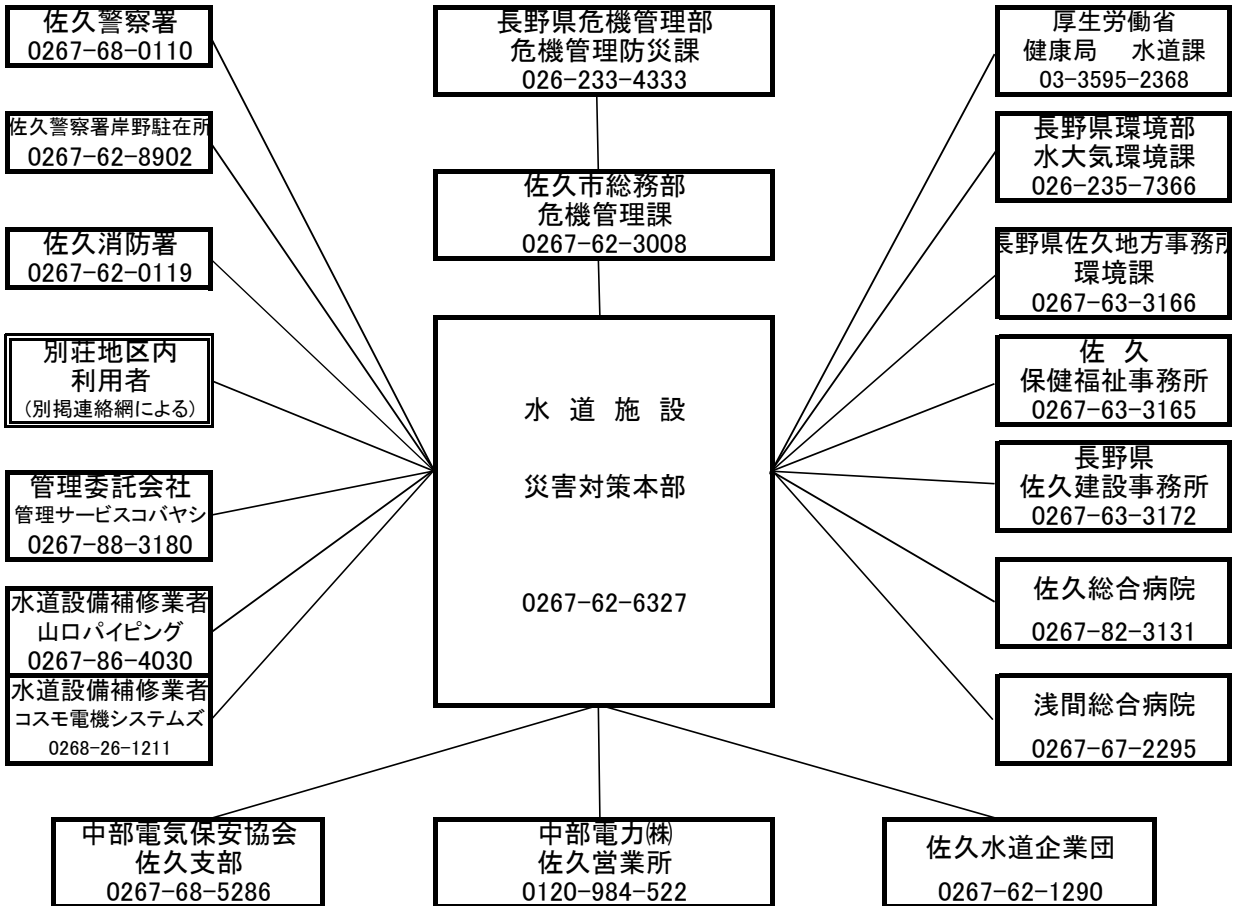 佐久警察署
0267-68-0110
佐久警察署岸野駐在所
0267-62-8902
佐久消防署
0267-62-0119
別荘地区内
利用者
(別掲連絡網による)
管理委託会社
管理サービスコバヤシ
0267-88-3180
水道設備補修業者
山口パイピング
0267-86-4030
水道設備補修業者
コスモ電機システムズ
0268-26-1211
長野県危機管理部
危機管理防災課
026-233-4333
佐久市総務部
危機管理課
0267-62-3008
水 道 施 設
災害対策本部
0267-62-6327
厚生労働省
健康局 水道課
03-3595-2368
長野県環境部
水大気環境課
026-235-7366
長野県佐久地方事務所
環境課
0267-63-3166
佐 久
保健福祉事務所
0267-63-3165
長野県
佐久建設事務所
0267-63-3172
佐久総合病院
0267-82-3131
浅間総合病院
0267-67-2295
中部電気保安協会
佐久支部
0267-68-5286
中部電力㈱
佐久営業所
0120-984-522
佐久水道企業団
0267-62-1290